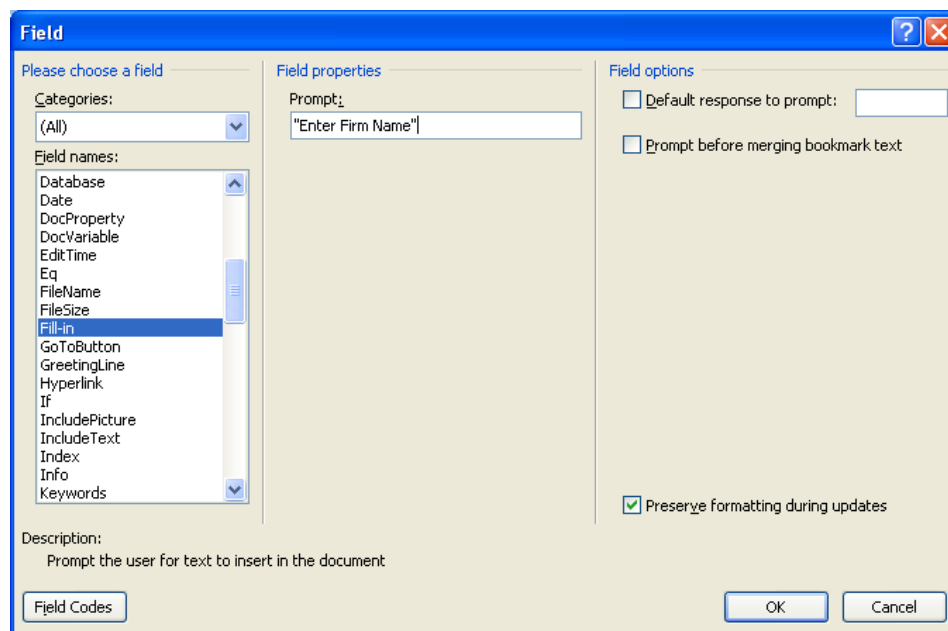 Field
Please choose a field
Categories:
(All)
Field names:
Database
Date
DocProperty
DocVariable
EditTime
Eq
FileName
FileSize
Fill-in
GoToButton
GreetingLine
Hyperlink
If
IncludePicture
IncludeText
Index
Info
Keywords
Field properties
Prompt:
"Enter Firm Name"
Field options
Default response to prompt:
Prompt before merging bookmark text
Preserve formatting during updates
Description:
Prompt the user for text to insert in the document
Field Codes
OK
Cancel